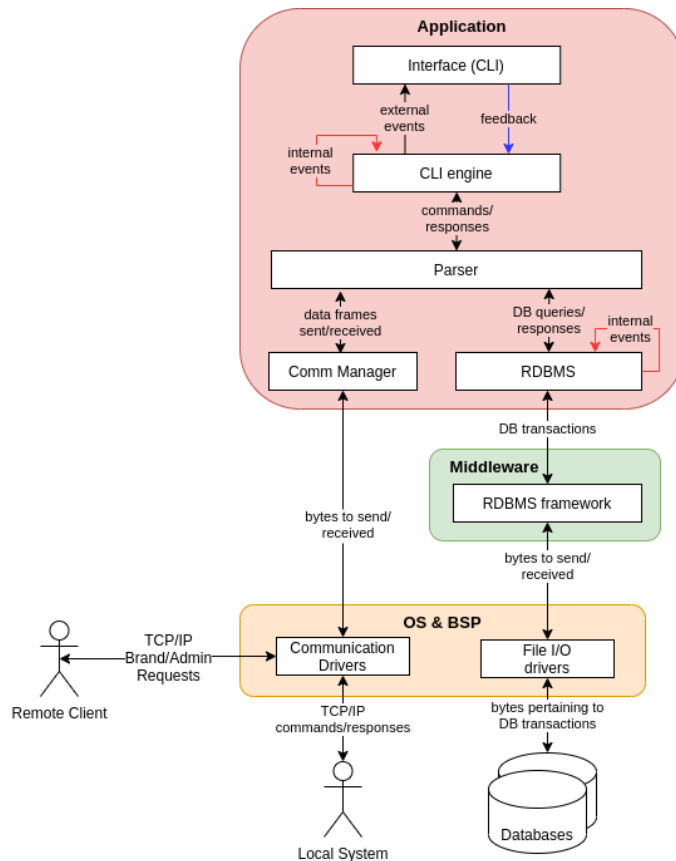 Application
Interface (CLI)
external
events
feedback
internal
events
CLI engine
commands/
responses
Parser
data frames
sent/received
DB queries/
responses
internal
events
Comm Manager
RDBMS
DB transactions
Middleware
RDBMS framework
bytes to send/
received
bytes to send/
received
OS & BSP
Communication
Drivers
File I/O
drivers
TCP/IP
Brand/Admin
Requests
Remote Client
TCP/IP
commands/responses
bytes pertaining to
DB transactions
Local System
Databases